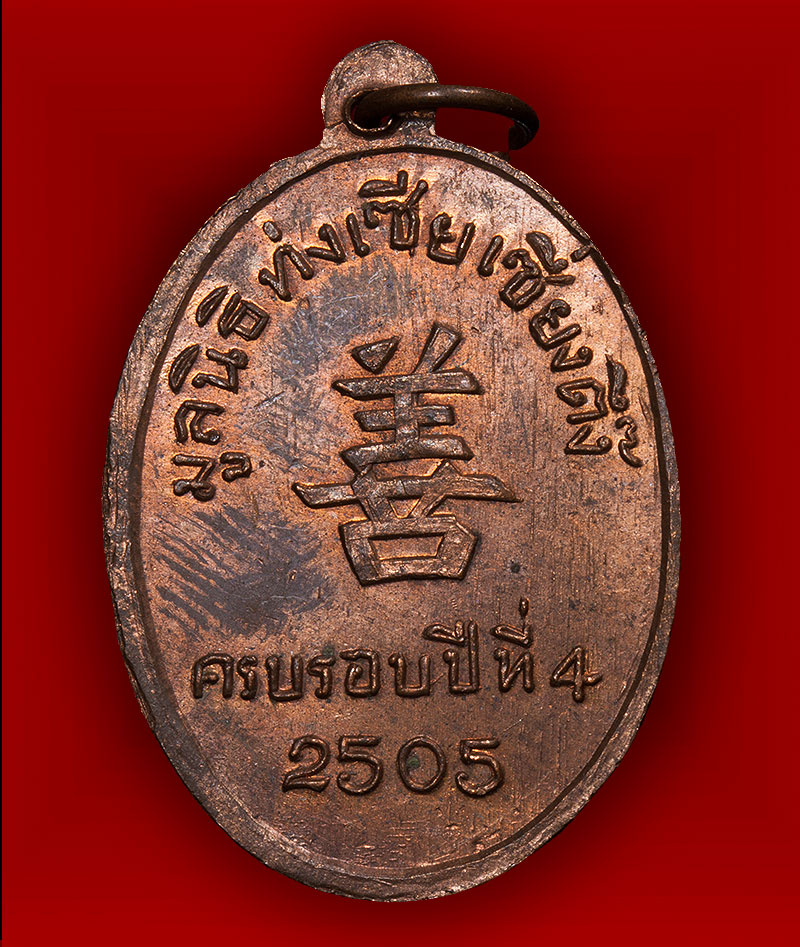 มูลนิธิท่งเซียเซี่ยงตึ๊
善
ครบรอบปีที่ 4
2505